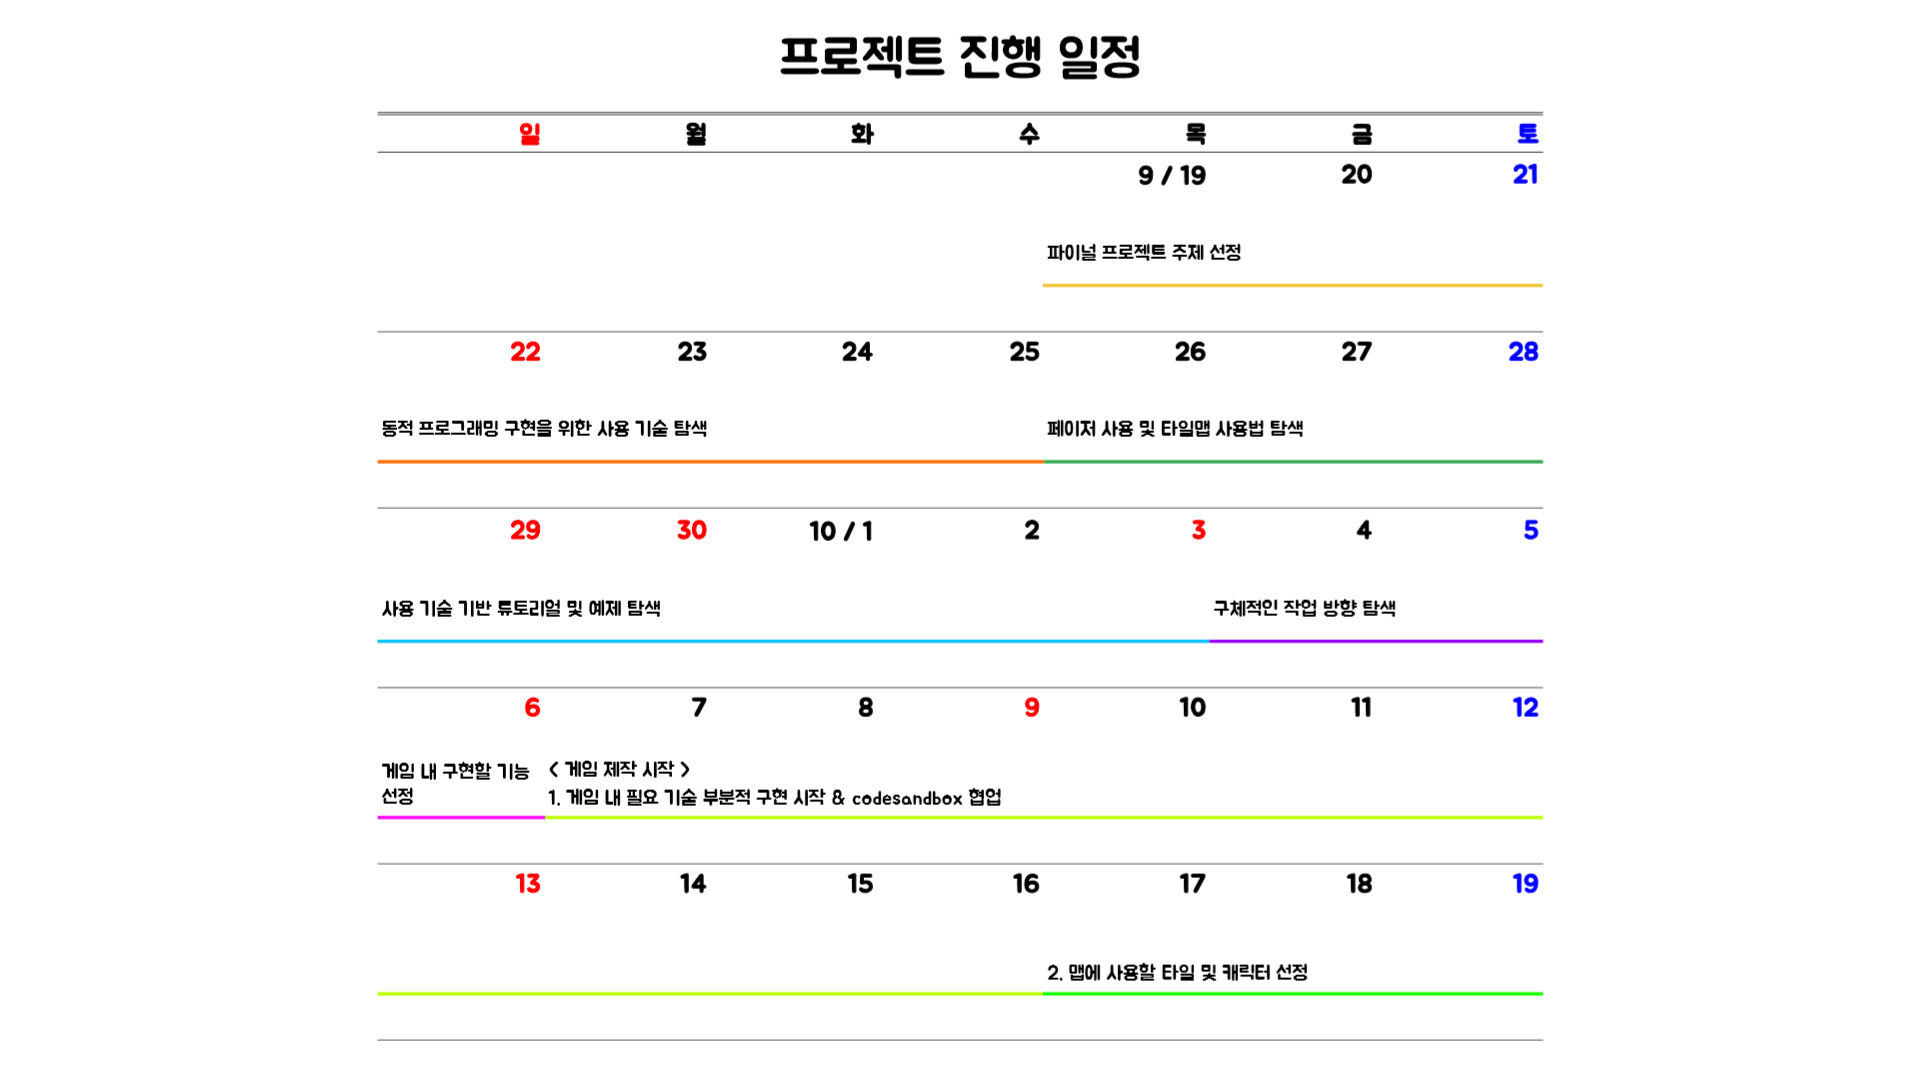 프로젝트 진행 일정
일 월 화 수 목 금 토
9 / 19 20 21
파이널 프로젝트 주제 선정
22 23 24 25 26 27 28
동적 프로그래밍 구현을 위한 사용 기술 탐색 페이저 사용 및 타일맵 사용법 탐색
29 30 10 / 1 2 3 4 5
사용 기술 기반 튜토리얼 및 예제 탐색 구체적인 작업 방향 탐색
6 7 8 9 10 11 12
게임 내 구현할 기능
선정
< 게임 제작 시작 >
1. 게임 내 필요 기술 부분적 구현 시작 & codesandbox 협업
13 14 15 16 17 18 19
2. 맵에 사용할 타일 및 캐릭터 선정